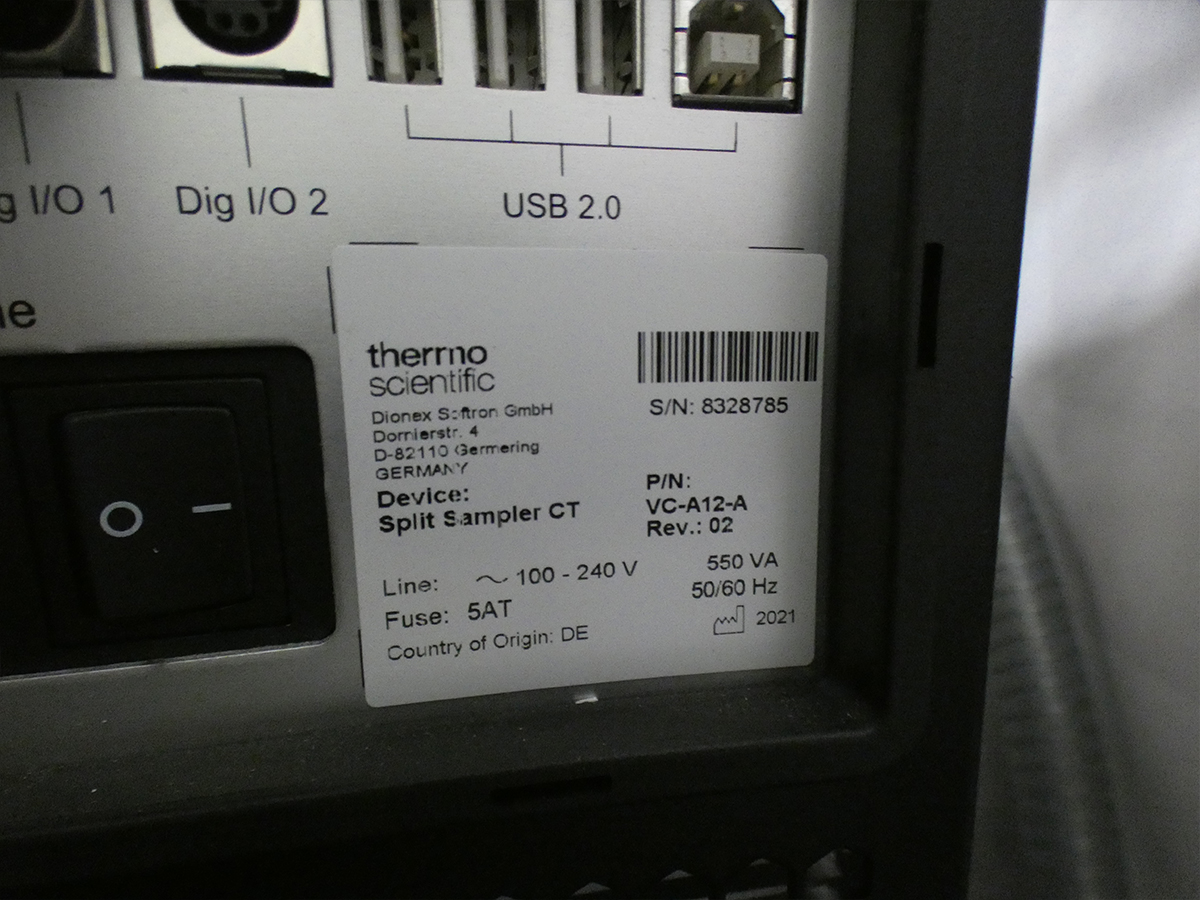 g I/O 1
Dig I/O 2
USB 2.0
ne
thermo
scientific
Dionex Softron GmbH
Dornierstr. 4
D-82110 Germering
GERMANY
Device:
Split Sampler CT
S/N: 8328785
P/N:
VC-A12-A
Rev.: 02
Line: ~ 100 - 240 V
550 VA
50/60 Hz
Fuse: 5AT
2021
Country of Origin: DE